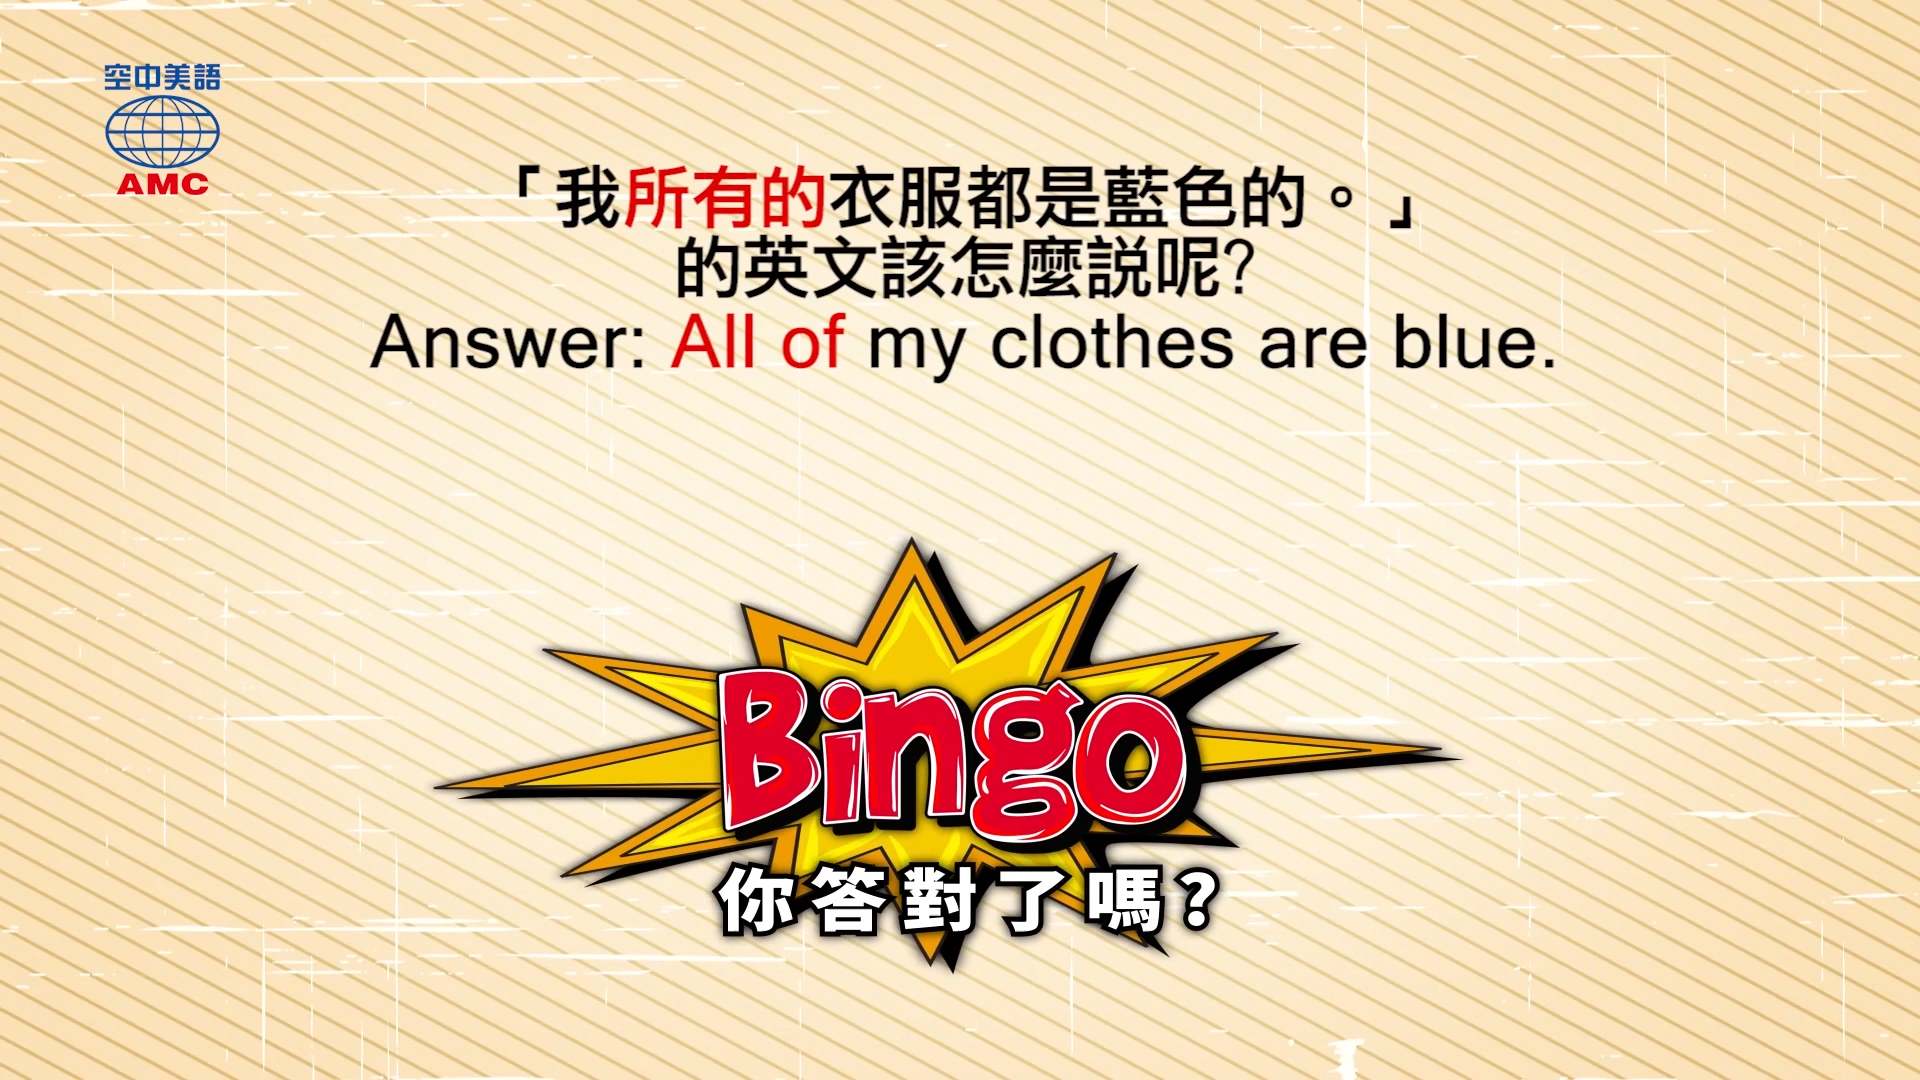 空中美語
AMC
「我所有的衣服都是藍色的。」
的英文該怎麼說呢?
Answer: All of my clothes are blue.
Bingo
你答對了嗎?